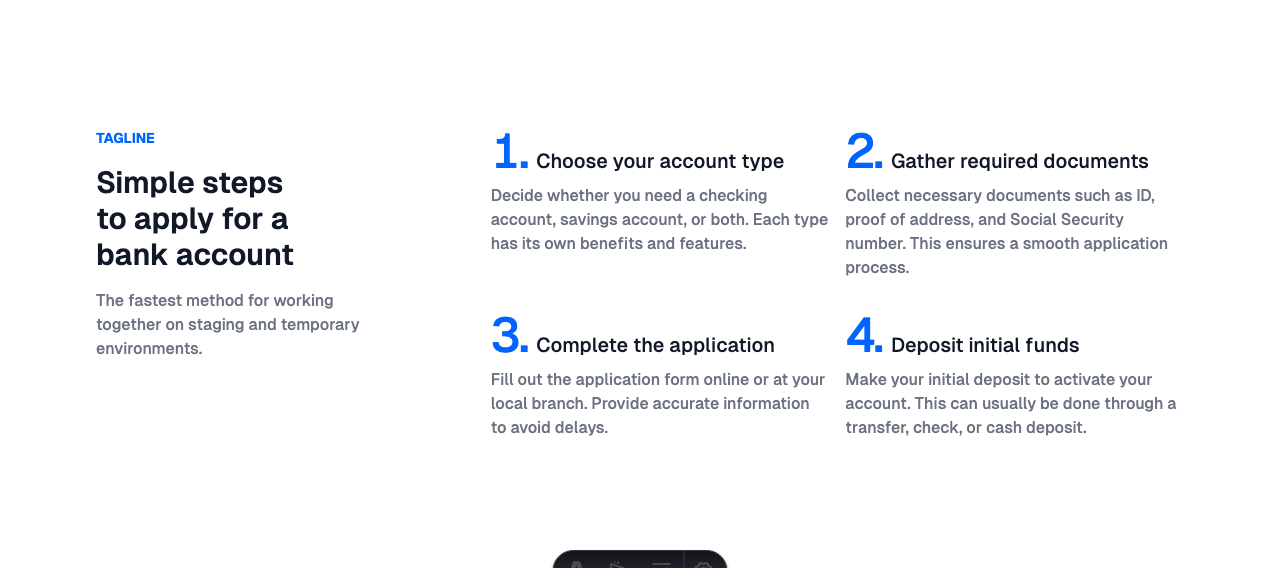 TAGLINE
Simple steps
to apply for a
bank account
The fastest method for working
together on staging and temporary
environments.
1. Choose your account type
Decide whether you need a checking
account, savings account, or both. Each type
has its own benefits and features.
2. Gather required documents
Collect necessary documents such as ID,
proof of address, and Social Security
number. This ensures a smooth application
process.
3. Complete the application
Fill out the application form online or at your
local branch. Provide accurate information
to avoid delays.
4. Deposit initial funds
Make your initial deposit to activate your
account. This can usually be done through a
transfer, check, or cash deposit.